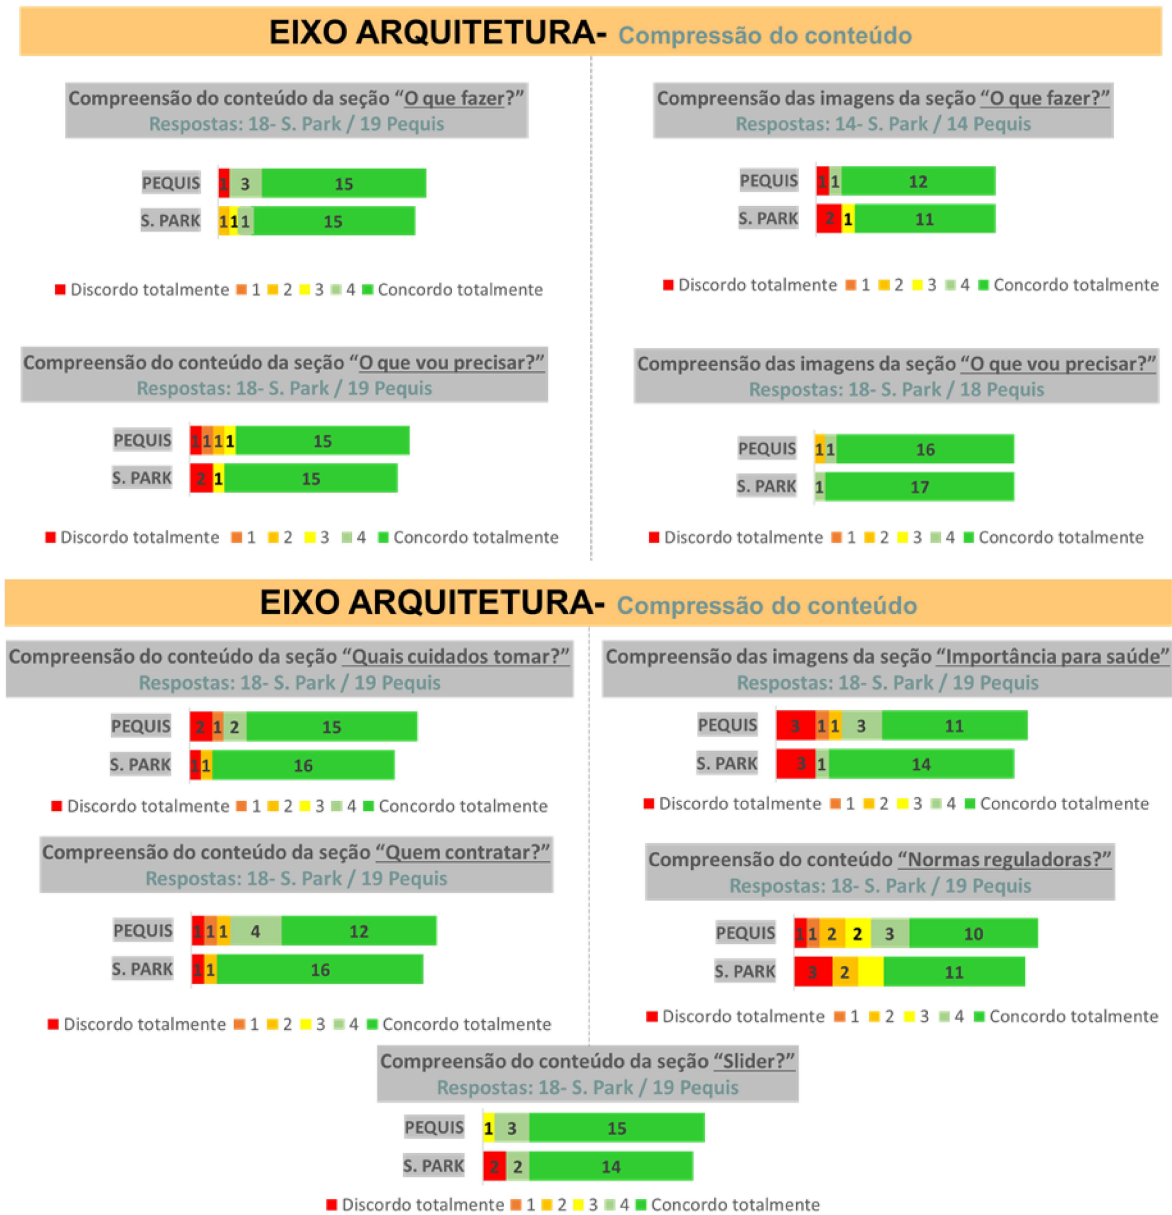 EIXO ARQUITETURA- Compressão do conteúdo
Compreensão do conteúdo da seção “O que fazer?”
Respostas: 18- S. Park / 19 Pequis
PEQUIS 1 3 15
S. PARK 1 1 1 15
Discordo totalmente 1 2 3 4 Concordo totalmente
Compreensão das imagens da seção “O que fazer?”
Respostas: 14- S. Park / 14 Pequis
PEQUIS 1 1 12
S. PARK 2 1 11
Discordo totalmente 1 2 3 4 Concordo totalmente
Compreensão do conteúdo da seção “O que vou precisar?”
Respostas: 18- S. Park / 19 Pequis
PEQUIS 1 1 1 1 15
S. PARK 2 1 15
Discordo totalmente 1 2 3 4 Concordo totalmente
Compreensão das imagens da seção “O que vou precisar?”
Respostas: 18- S. Park / 18 Pequis
PEQUIS 1 1 16
S. PARK 1 17
Discordo totalmente 1 2 3 4 Concordo totalmente
EIXO ARQUITETURA- Compressão do conteúdo
Compreensão do conteúdo da seção “Quais cuidados tomar?”
Respostas: 18- S. Park / 19 Pequis
PEQUIS 2 1 2 15
S. PARK 1 1 16
Discordo totalmente 1 2 3 4 Concordo totalmente
Compreensão das imagens da seção “Importância para saúde”
Respostas: 18- S. Park / 19 Pequis
PEQUIS 3 1 1 3 11
S. PARK 3 1 14
Discordo totalmente 1 2 3 4 Concordo totalmente
Compreensão do conteúdo da seção “Quem contratar?”
Respostas: 18- S. Park / 19 Pequis
PEQUIS 1 1 1 4 12
S. PARK 1 1 16
Discordo totalmente 1 2 3 4 Concordo totalmente
Compreensão do conteúdo “Normas reguladoras?”
Respostas: 18- S. Park / 19 Pequis
PEQUIS 1 1 2 2 3 10
S. PARK 3 2 11
Discordo totalmente 1 2 3 4 Concordo totalmente
Compreensão do conteúdo da seção “Slider?”
Respostas: 18- S. Park / 19 Pequis
PEQUIS 1 3 15
S. PARK 2 2 14
Discordo totalmente 1 2 3 4 Concordo totalmente